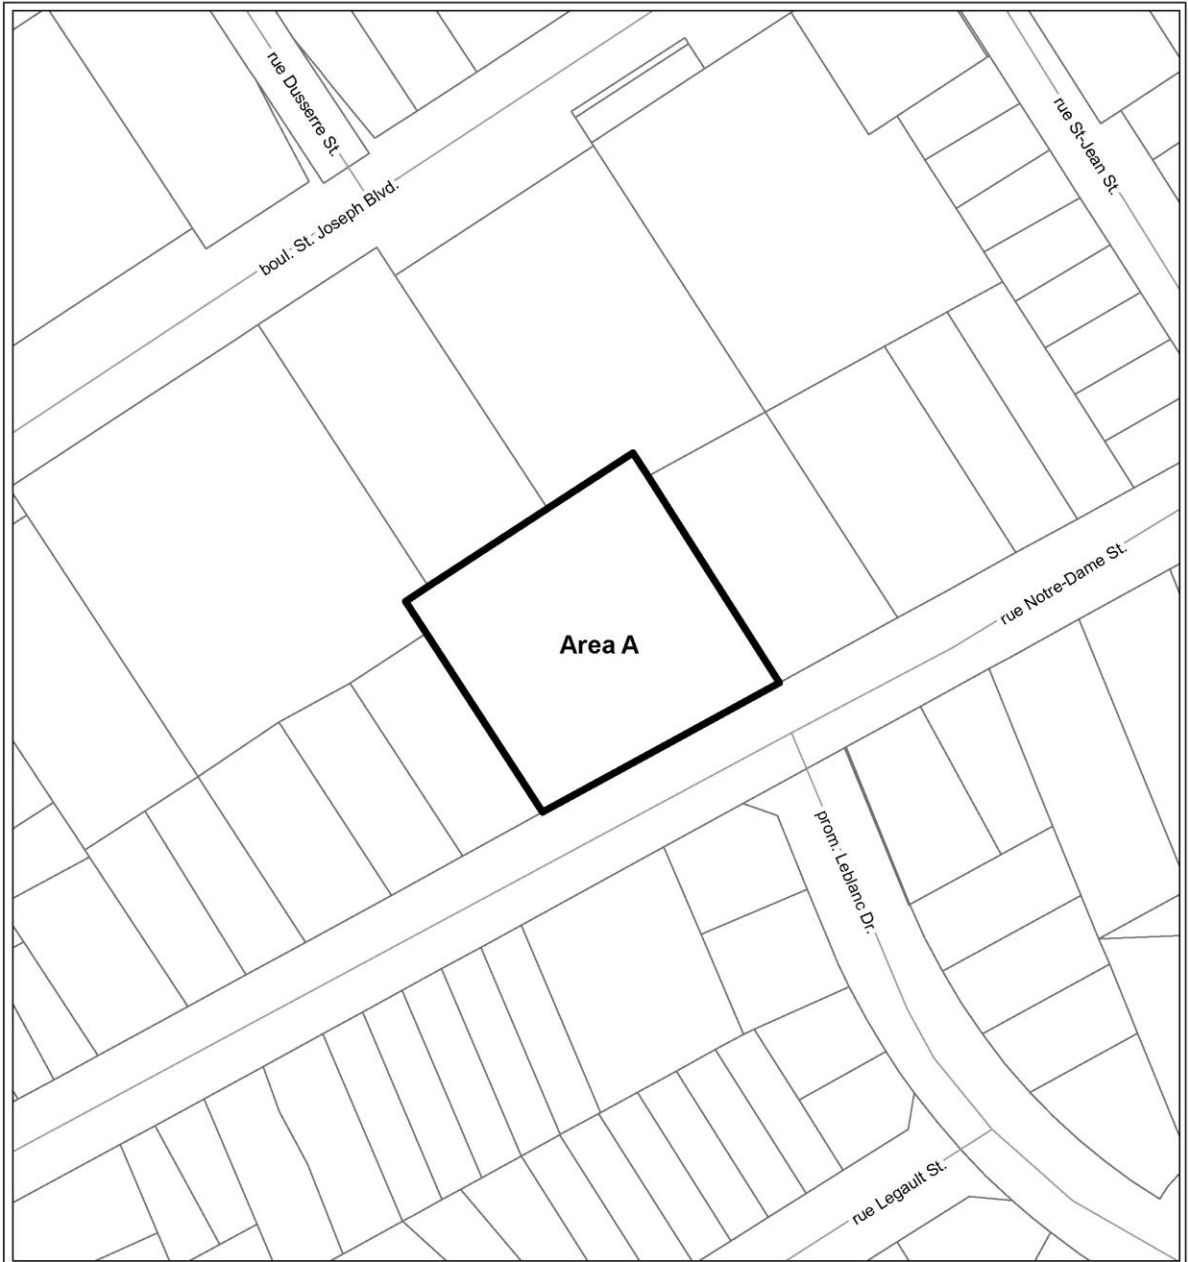 rue Dusserre St.
rue St-Jean St.
boul. St. Joseph Blvd.
rue Notre-Dame St.
Area A
prom. Leblanc Dr.
rue Legault St.